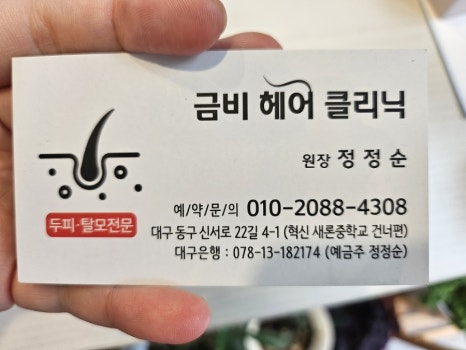 금비 헤어 클리닉
원장 정정순
두피·탈모전문
예/약/문/의 010-2088-4308
대구 동구 신서로 22길 4-1 (혁신 새론중학교 건너편)
대구은행 : 078-13-182174 (예금주 정정순)